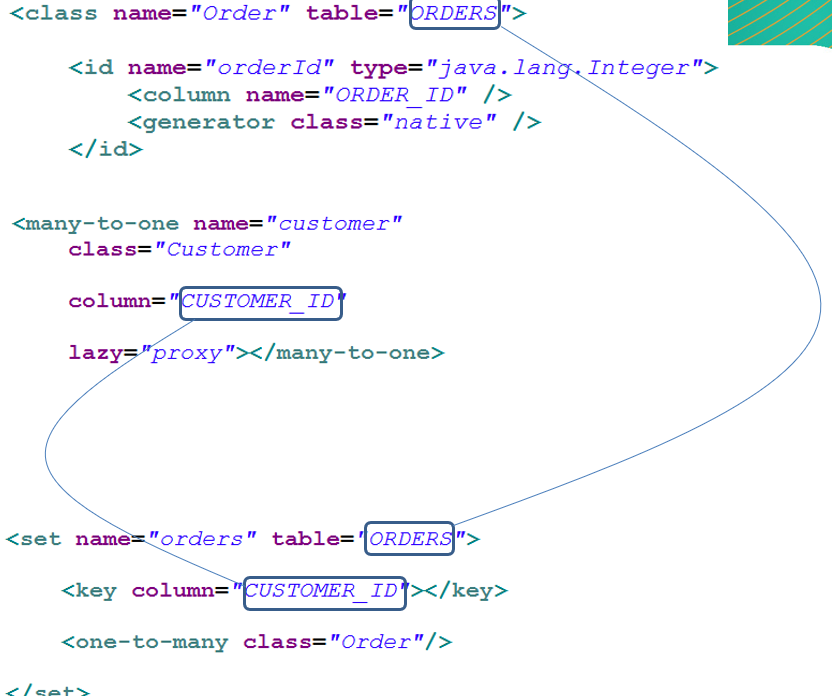 <class name="Order" table="ORDERS">
<id name="orderId" type="java.lang.Integer">
<column name="ORDER_ID" />
<generator class="native" />
</id>
<many-to-one name="customer"
class="Customer"
column="CUSTOMER_ID"
lazy="proxy"></many-to-one>
<set name="orders" table="ORDERS">
<key column="CUSTOMER_ID"></key>
<one-to-many class="Order"/>
</set>